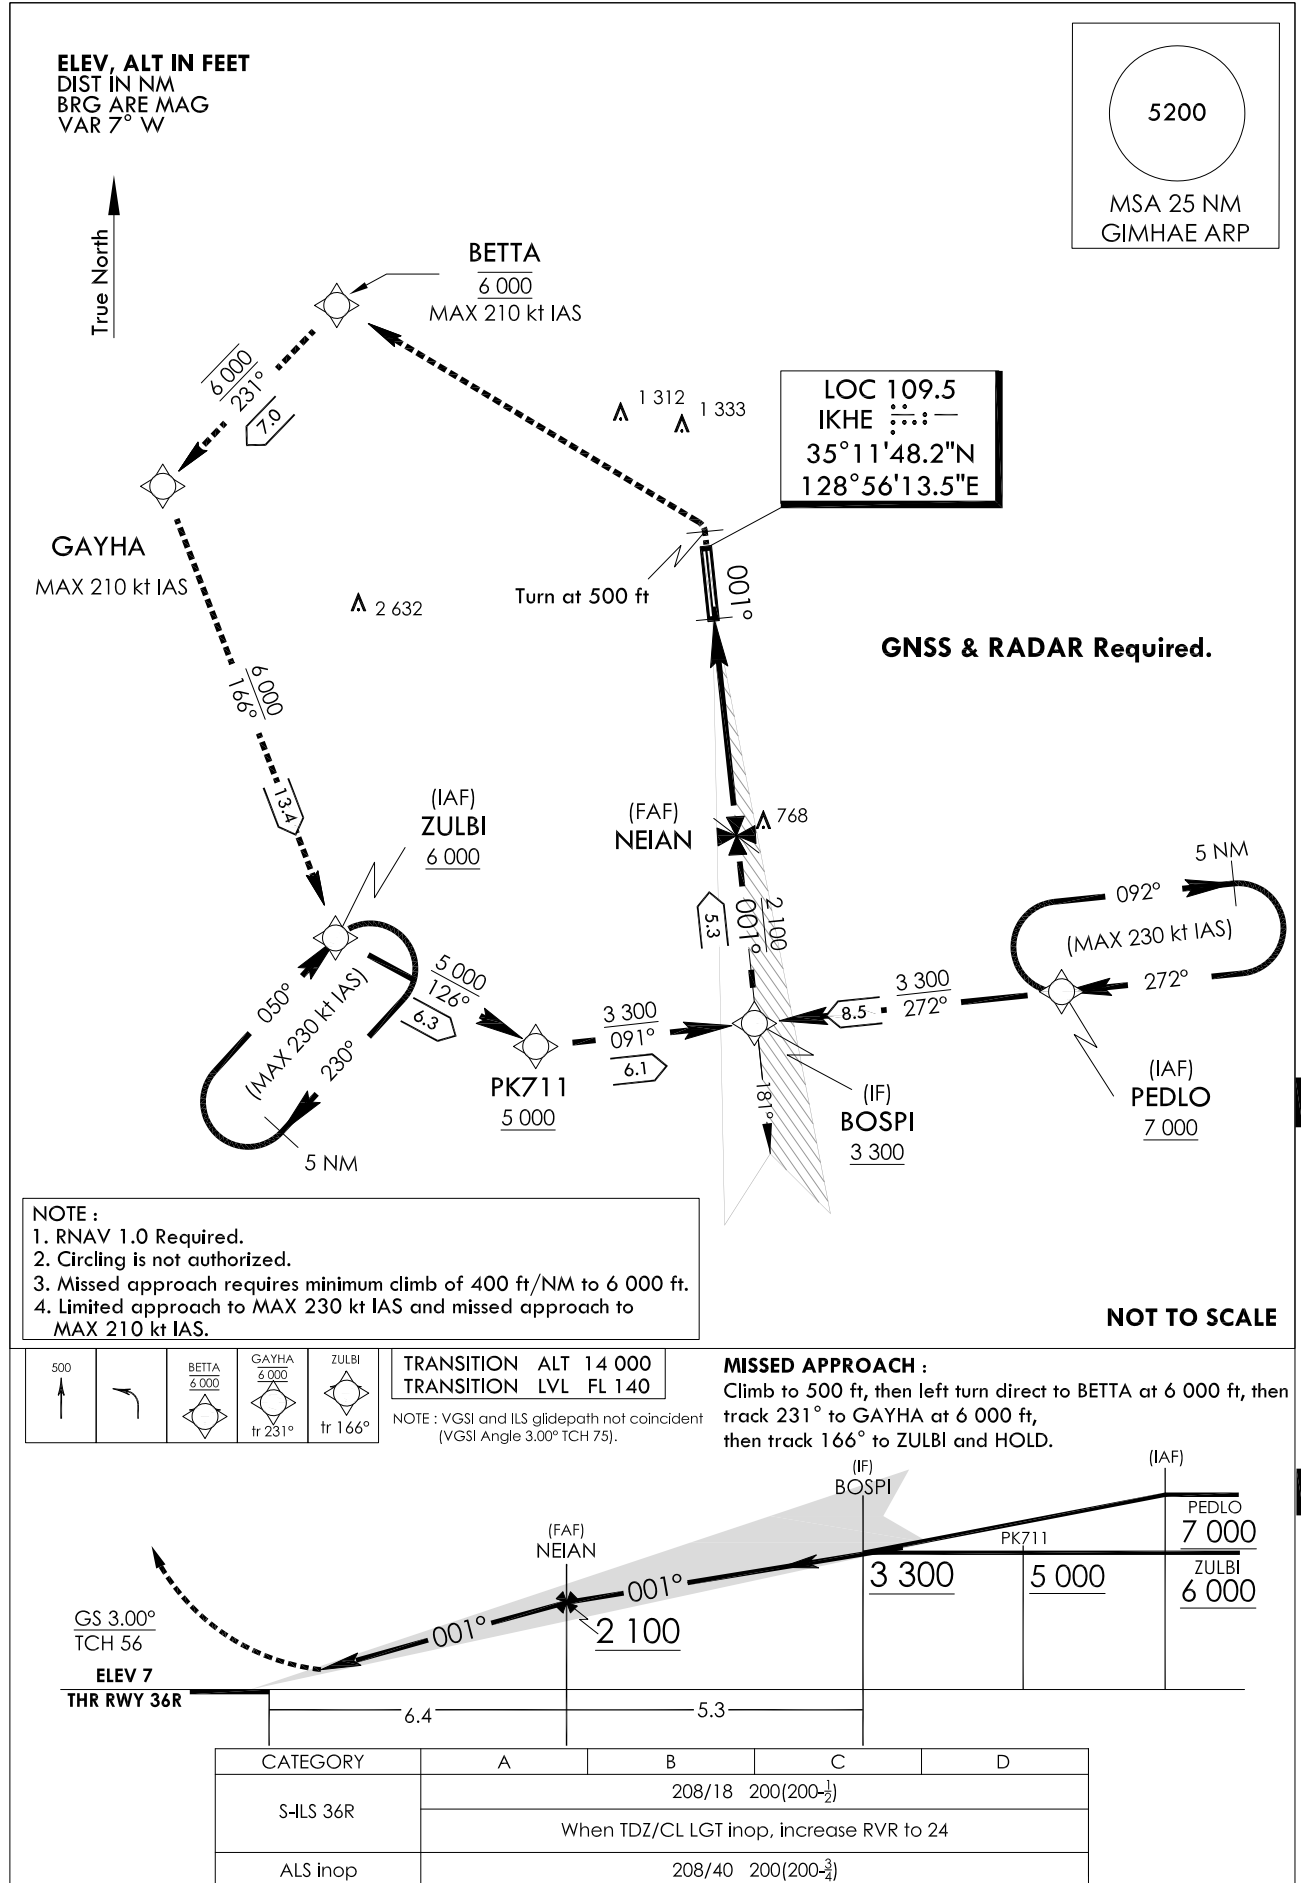 ELEV, ALT IN FEET
DIST IN NM
BRG ARE MAG
VAR 7° W
5200
MSA 25 NM
GIMHAE ARP
True North
BETTA
6 000
MAX 210 kt IAS
6 000
231°
7.0
1 312
1 333
LOC 109.5
IKHE
35°11'48.2"N
128°56'13.5"E
GAYHA
MAX 210 kt IAS
2 632
Turn at 500 ft
001°
GNSS & RADAR Required.
6 000
166°
13.4
(IAF)
ZULBI
6 000
(FAF)
NEIAN
768
5 NM
092°
(MAX 230 kt IAS)
272°
5.3
001°
2 100
050°
(MAX 230 kt IAS)
230°
5 NM
5 000
126°
6.3
3 300
091°
6.1
3 300
272°
8.5
PK711
5 000
181°
(IF)
BOSPI
3 300
(IAF)
PEDLO
7 000
NOTE :
1. RNAV 1.0 Required.
2. Circling is not authorized.
3. Missed approach requires minimum climb of 400 ft/NM to 6 000 ft.
4. Limited approach to MAX 230 kt IAS and missed approach to
MAX 210 kt IAS.
NOT TO SCALE
500
BETTA
6 000
GAYHA
6 000
tr 231°
ZULBI
tr 166°
TRANSITION ALT 14 000
TRANSITION LVL FL 140
NOTE : VGSI and ILS glidepath not coincident
(VGSI Angle 3.00° TCH 75).
MISSED APPROACH :
Climb to 500 ft, then left turn direct to BETTA at 6 000 ft, then
track 231° to GAYHA at 6 000 ft,
then track 166° to ZULBI and HOLD.
(IF)
BOSPI
(IAF)
PEDLO
7 000
(FAF)
NEIAN
PK711
3 300
5 000
ZULBI
6 000
001°
001°
2 100
GS 3.00°
TCH 56
ELEV 7
THR RWY 36R
6.4
5.3
CATEGORY A B C D
S-ILS 36R
208/18 200(200-½)
When TDZ/CL LGT inop, increase RVR to 24
ALS inop 208/40 200(200-¾)